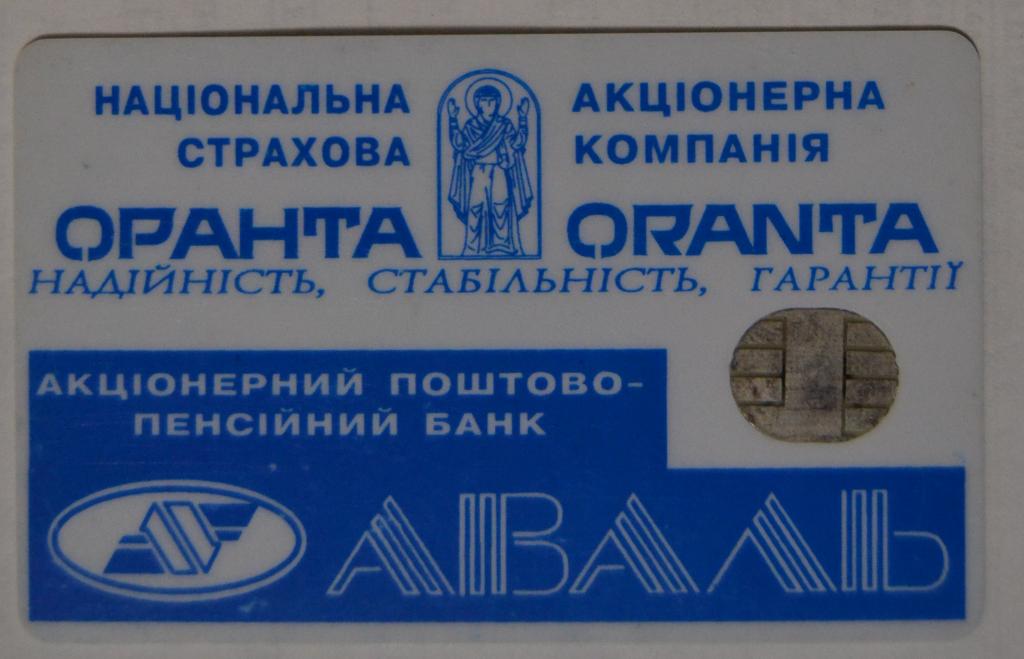 НАЦІОНАЛЬНА АКЦІОНЕРНА
СТРАХОВА КОМПАНІЯ
ОРАНТА ORANTA
НАДІЙНІСТЬ, СТАБІЛЬНІСТЬ, ГАРАНТІЇ
АКЦІОНЕРНИЙ ПОШТОВО-
ПЕНСІЙНИЙ БАНК
АВАЛЬ